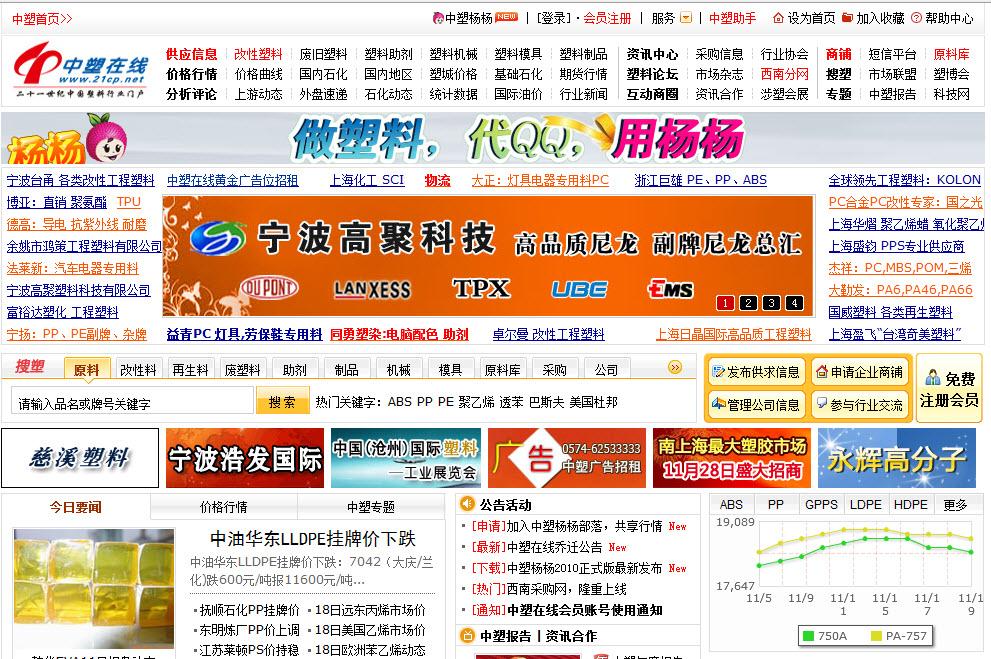 中塑首页>>
中塑杨杨 NEW | [登录]·会员注册 | 服务 | 中塑助手 设为首页 加入收藏 帮助中心
中塑在线
www.21cp.net
二十一世纪中国塑料行业门户
供应信息 改性塑料 废旧塑料 塑料助剂 塑料机械 塑料模具 塑料制品 资讯中心 采购信息 行业协会 商铺 短信平台 原料库
价格行情 价格曲线 国内石化 国内地区 塑城价格 基础石化 期货行情 塑料论坛 市场杂志 西南分网 搜塑 市场联盟 塑博会
分析评论 上游动态 外盘速递 石化动态 统计数据 国际油价 行业新闻 互动商圈 资讯合作 涉塑会展 专题 中塑报告 科技网
杨杨 做塑料,代QQ,用杨杨
宁波台甬 各类改性工程塑料 中塑在线黄金广告位招租 上海化工 SCI 物流 大正：灯具电器专用料PC 浙江巨雄 PE、PP、ABS 全球领先工程塑料：KOLON
博亚：直销 聚氨酯 TPU
德高：导电 抗紫外线 耐磨
余姚市鸿策工程塑料有限公司
法莱新：汽车电器专用料
宁波高聚塑料科技有限公司
富裕达塑化 工程塑料
宁扬：PP、PE副牌、杂牌
宁波高聚科技 高品质尼龙 副牌尼龙总汇
DUPONT LANXESS TPX UBE EMS
1 2 3 4
PC合金PC改性专家：国之光
上海华熠 聚乙烯蜡 氧化聚乙
上海盛钧 PPS专业供应商
杰祥：PC,MBS,POM,三烯
大勤发：PA6,PA46,PA66
国威塑料 各类再生塑料
上海盈飞“台湾奇美塑料”
益青PC 灯具,劳保鞋专用料 同勇塑染:电脑配色 助剂 卓尔曼 改性工程塑料 上海日晶国际高品质工程塑料
搜塑 原料 改性料 再生料 废塑料 助剂 制品 机械 模具 原料库 采购 公司
请输入品名或牌号关键字 搜索 热门关键字：ABS PP PE 聚乙烯 透苯 巴斯夫 美国杜邦
发布供求信息 申请企业商铺
管理公司信息 参与行业交流
免费
注册会员
慈溪塑料
宁波浩发国际
中国(沧州)国际塑料
—工业展览会
广告 0574-62533333
中塑广告招租
南上海最大塑胶市场
11月28日盛大招商
永辉高分子
今日要闻 价格行情 中塑专题
中油华东LLDPE挂牌价下跌
中油华东LLDPE挂牌价下跌：7042（大庆/兰
化)跌600元/吨报11600元/吨...
抚顺石化PP挂牌价 18日远东丙烯市场价
东明炼厂PP价上调 18日美国乙烯市场价
江苏莱顿PS价持稳 18日欧洲苯乙烯动态
公告活动
[申请]加入中塑杨杨部落，共享行情 New
[最新]中塑在线乔迁公告 New
[下载]中塑杨杨2010正式版最新发布 New
[热门]西南采购网，隆重上线
[通知]中塑在线会员账号使用通知
中塑报告 | 资讯合作
ABS PP GPPS LDPE HDPE 更多
19,089
17,647
11/5 11/9 11/11 11/15 11/17 11/19
750A PA-757